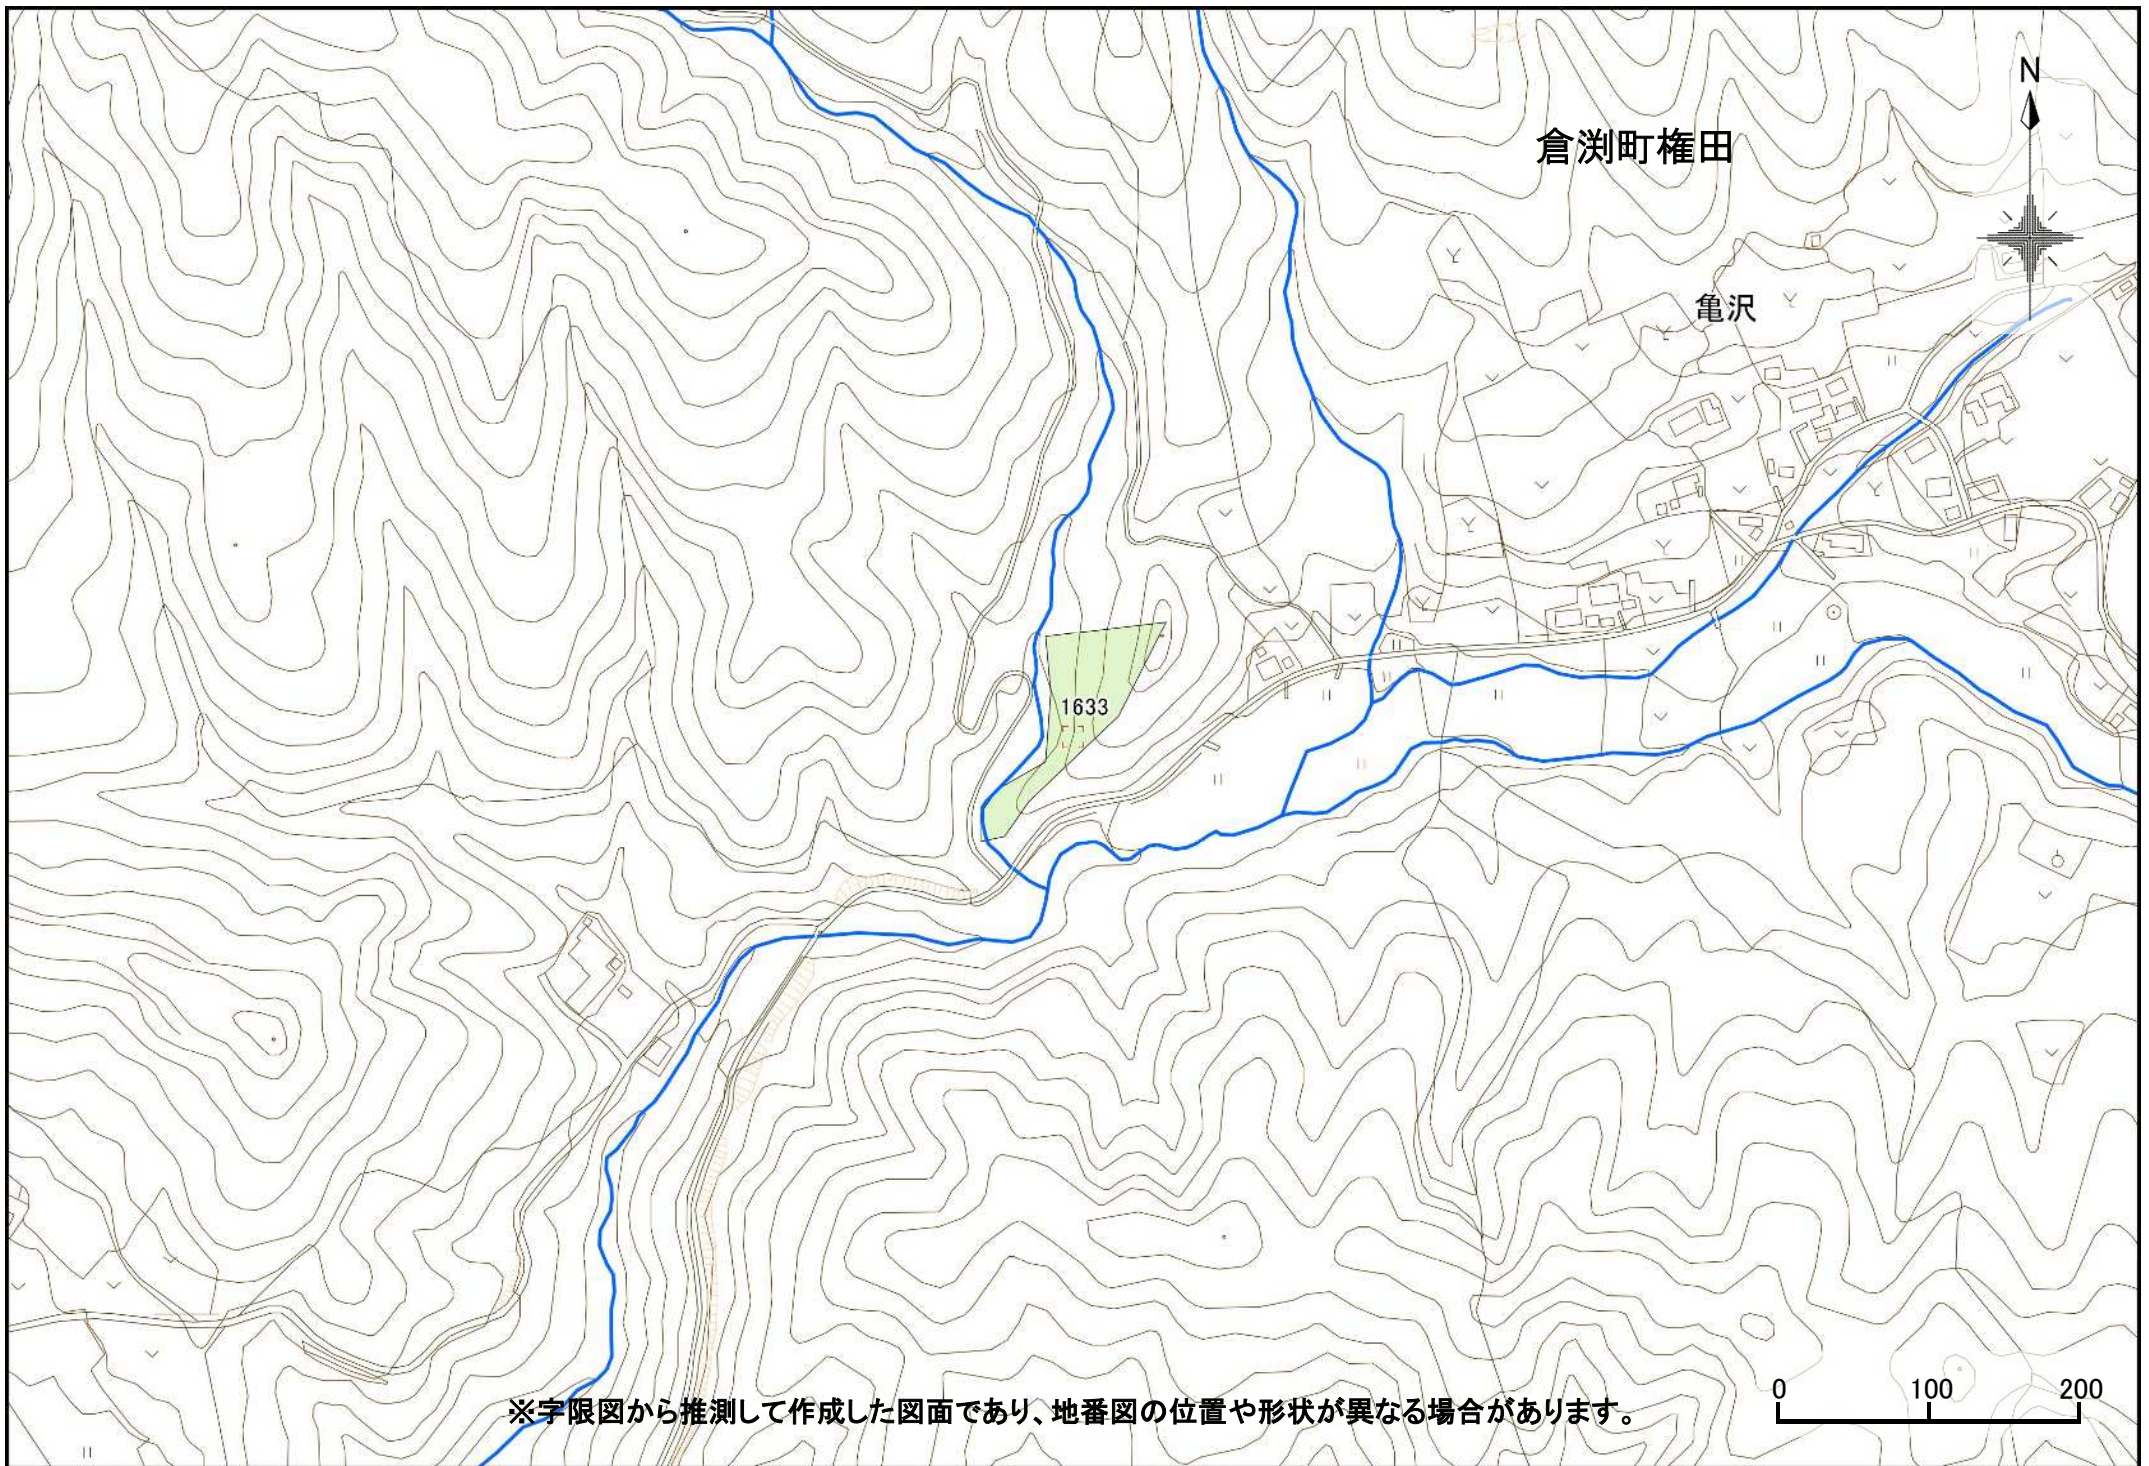 N
倉渕町権田
亀沢
1633
0 100 200
※字限図から推測して作成した図面であり、地番図の位置や形状が異なる場合があります。